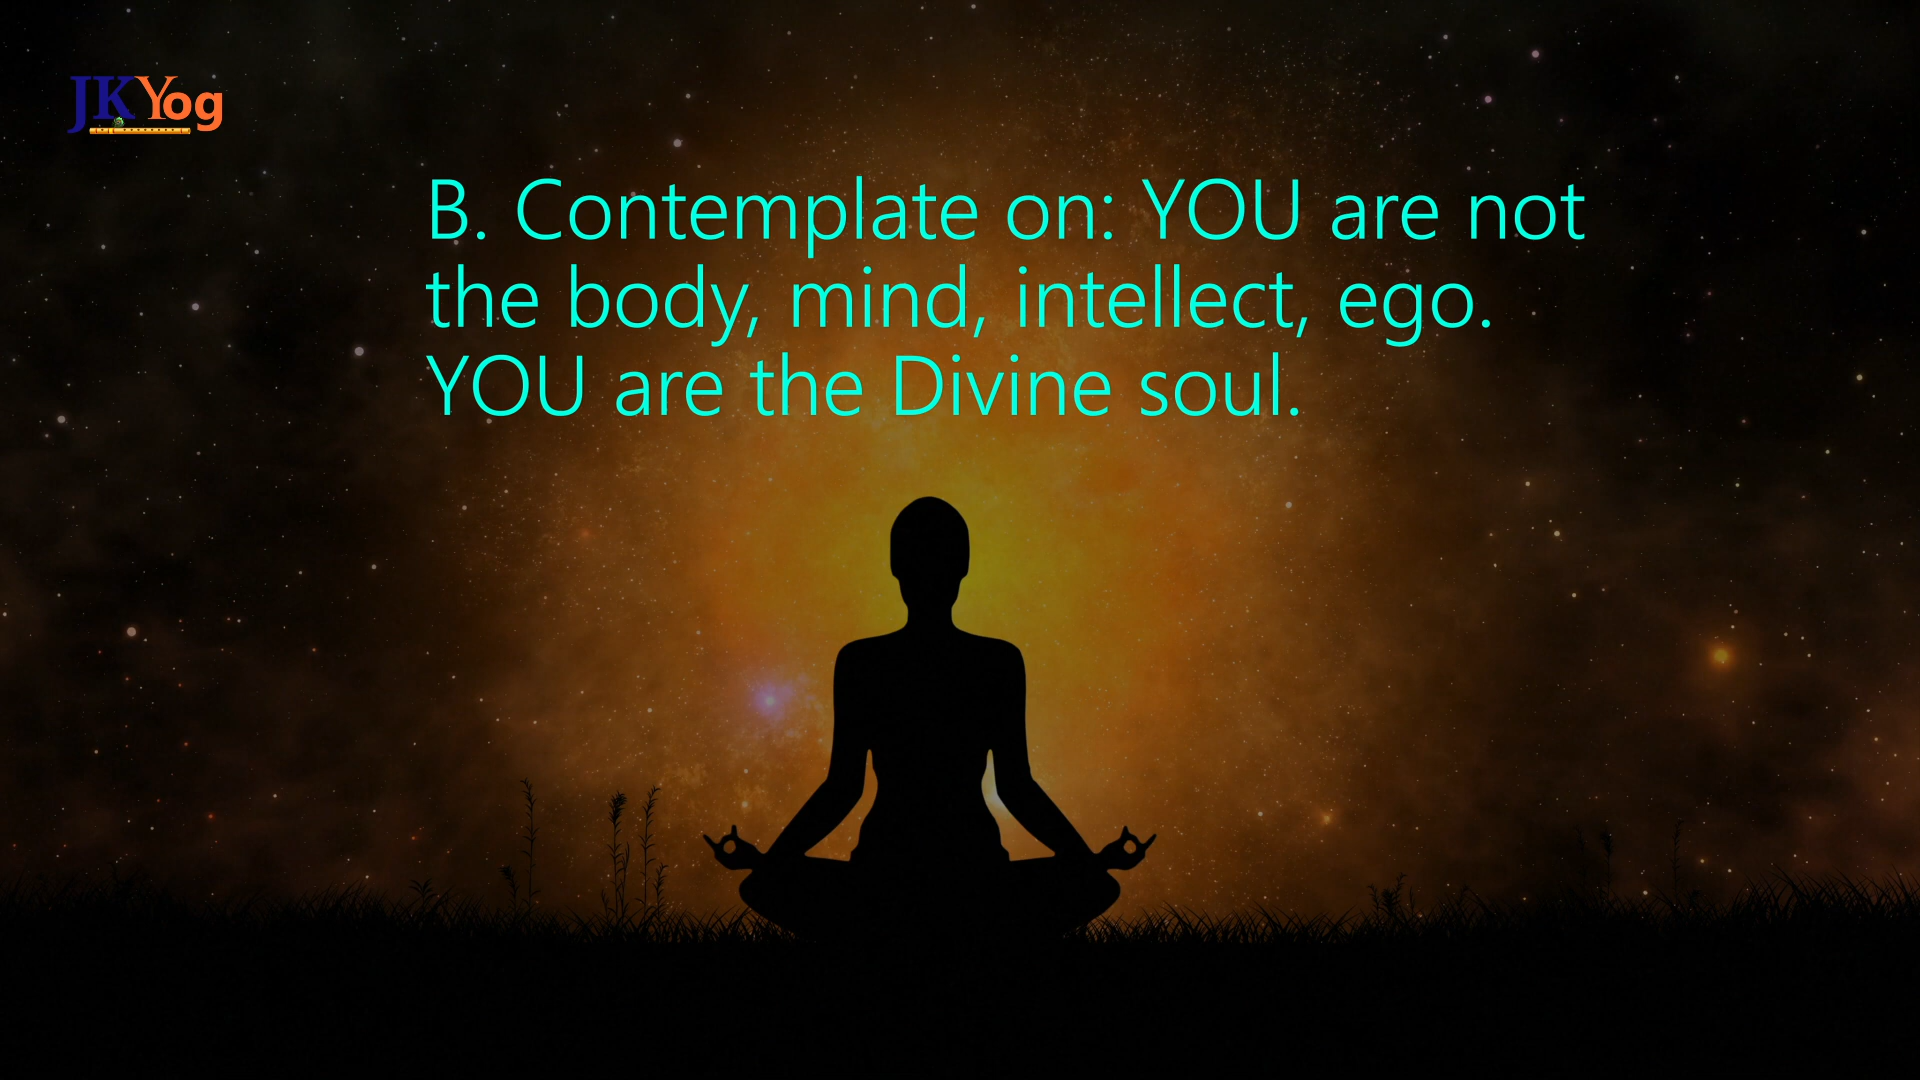 JKYog
B. Contemplate on: YOU are not
the body, mind, intellect, ego.
YOU are the Divine soul.